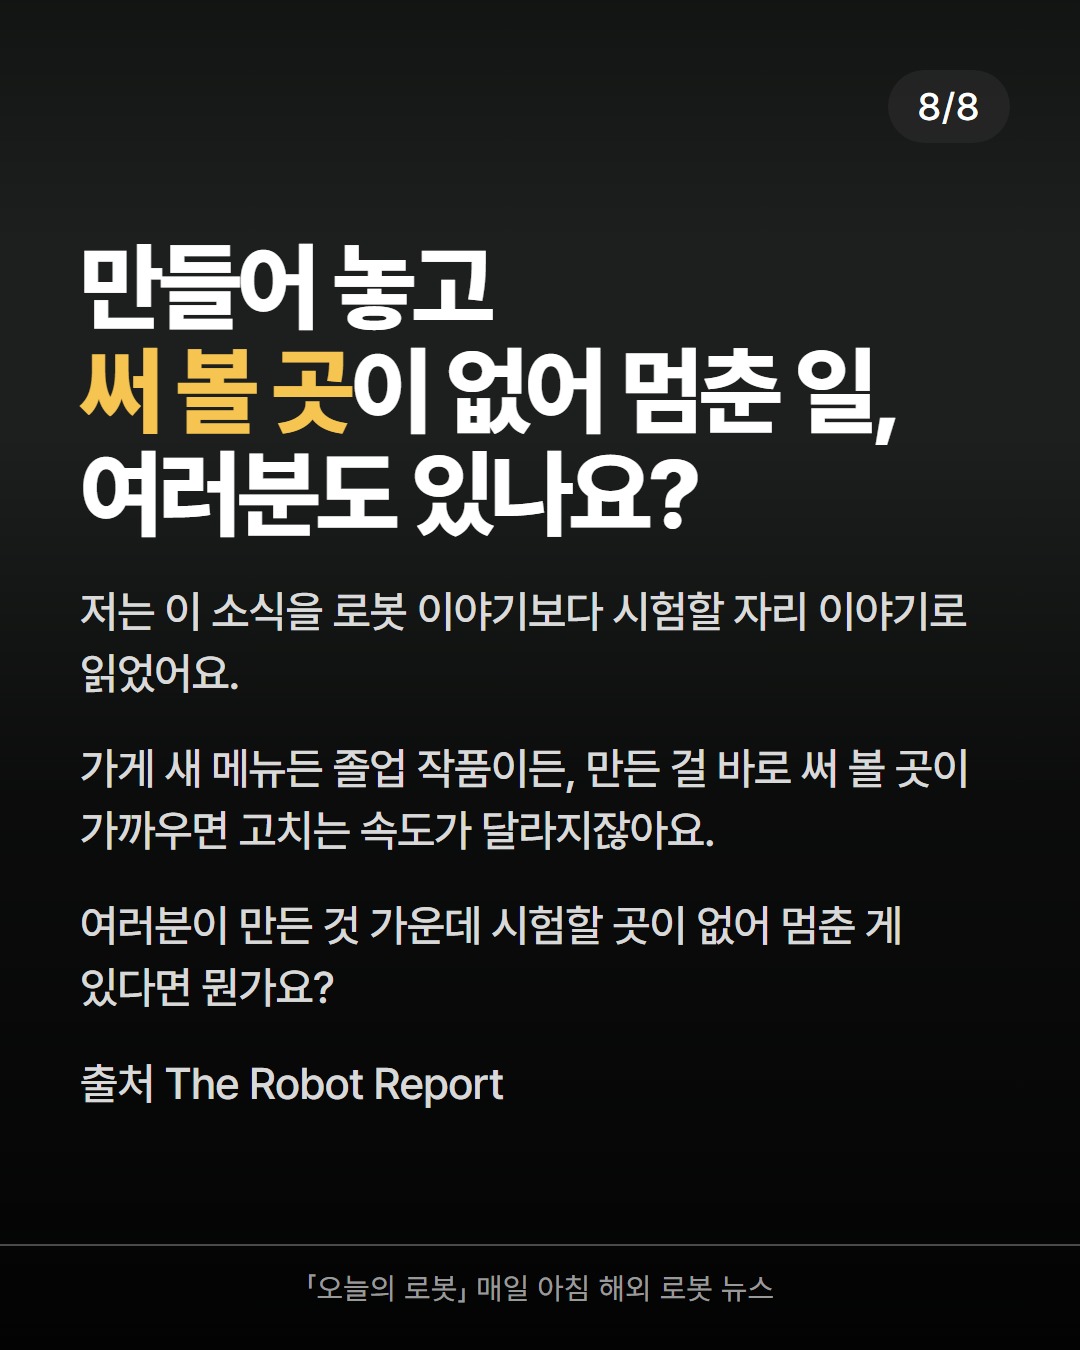 8/8
만들어 놓고
써 볼 곳이 없어 멈춘 일,
여러분도 있나요?
저는 이 소식을 로봇 이야기보다 시험할 자리 이야기로
읽었어요.
가게 새 메뉴든 졸업 작품이든, 만든 걸 바로 써 볼 곳이
가까우면 고치는 속도가 달라지잖아요.
여러분이 만든 것 가운데 시험할 곳이 없어 멈춘 게
있다면 뭔가요?
출처 The Robot Report
「오늘의 로봇」 매일 아침 해외 로봇 뉴스